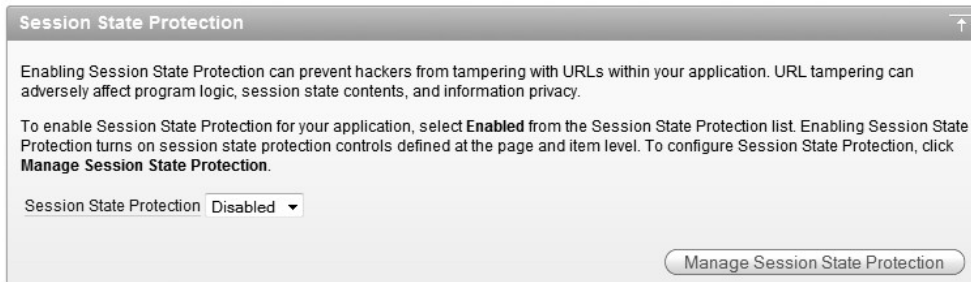 Session State Protection
Enabling Session State Protection can prevent hackers from tampering with URLs within your application. URL tampering can
adversely affect program logic, session state contents, and information privacy.
To enable Session State Protection for your application, select Enabled from the Session State Protection list. Enabling Session State
Protection turns on session state protection controls defined at the page and item level. To configure Session State Protection, click
Manage Session State Protection.
Session State Protection Disabled
Manage Session State Protection